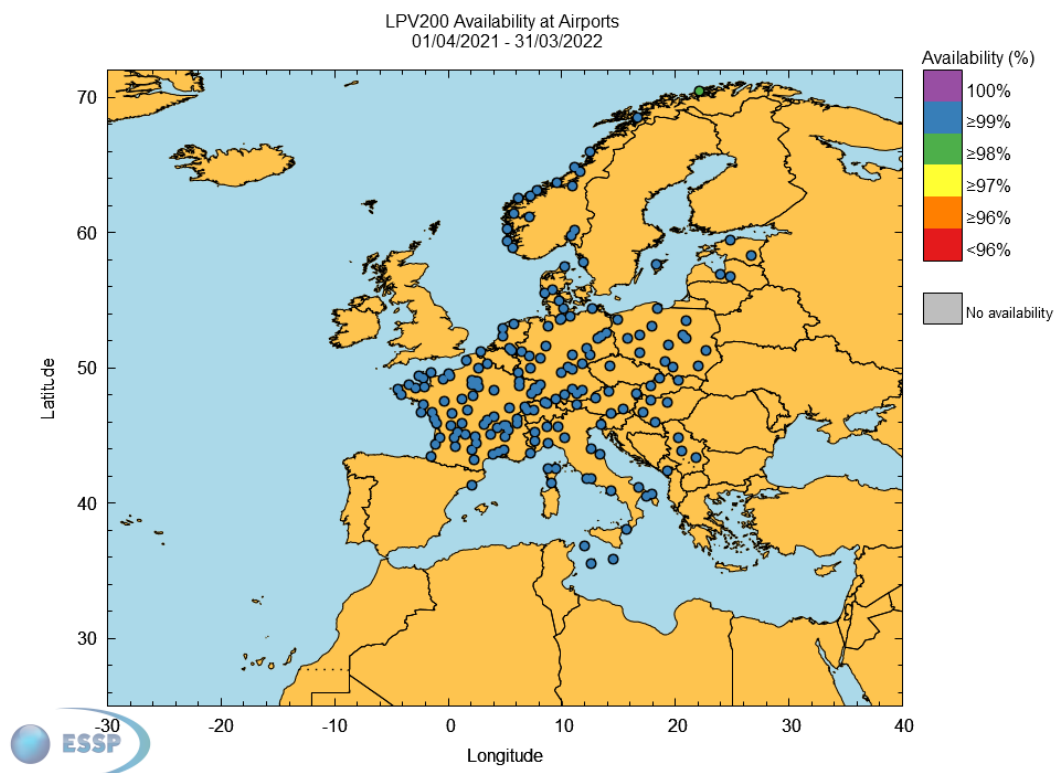 LPV200 Availability at Airports
01/04/2021 - 31/03/2022
Availability (%)
100%
≥99%
≥98%
≥97%
≥96%
<96%
No availability
Latitude
70
60
50
40
30
-30
-20
-10
0
10
20
30
40
Longitude
ESSP